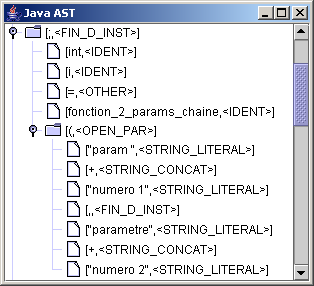 Java AST
[;,<FIN_D_INST>]
[int,<IDENT>]
[i,<IDENT>]
[=,<OTHER>]
[fonction_2_params_chaine,<IDENT>]
[(,<OPEN_PAR>]
["param ",<STRING_LITERAL>]
[+,<STRING_CONCAT>]
["numero 1",<STRING_LITERAL>]
[,,<FIN_D_INST>]
["parametre",<STRING_LITERAL>]
[+,<STRING_CONCAT>]
["numero 2",<STRING_LITERAL>]